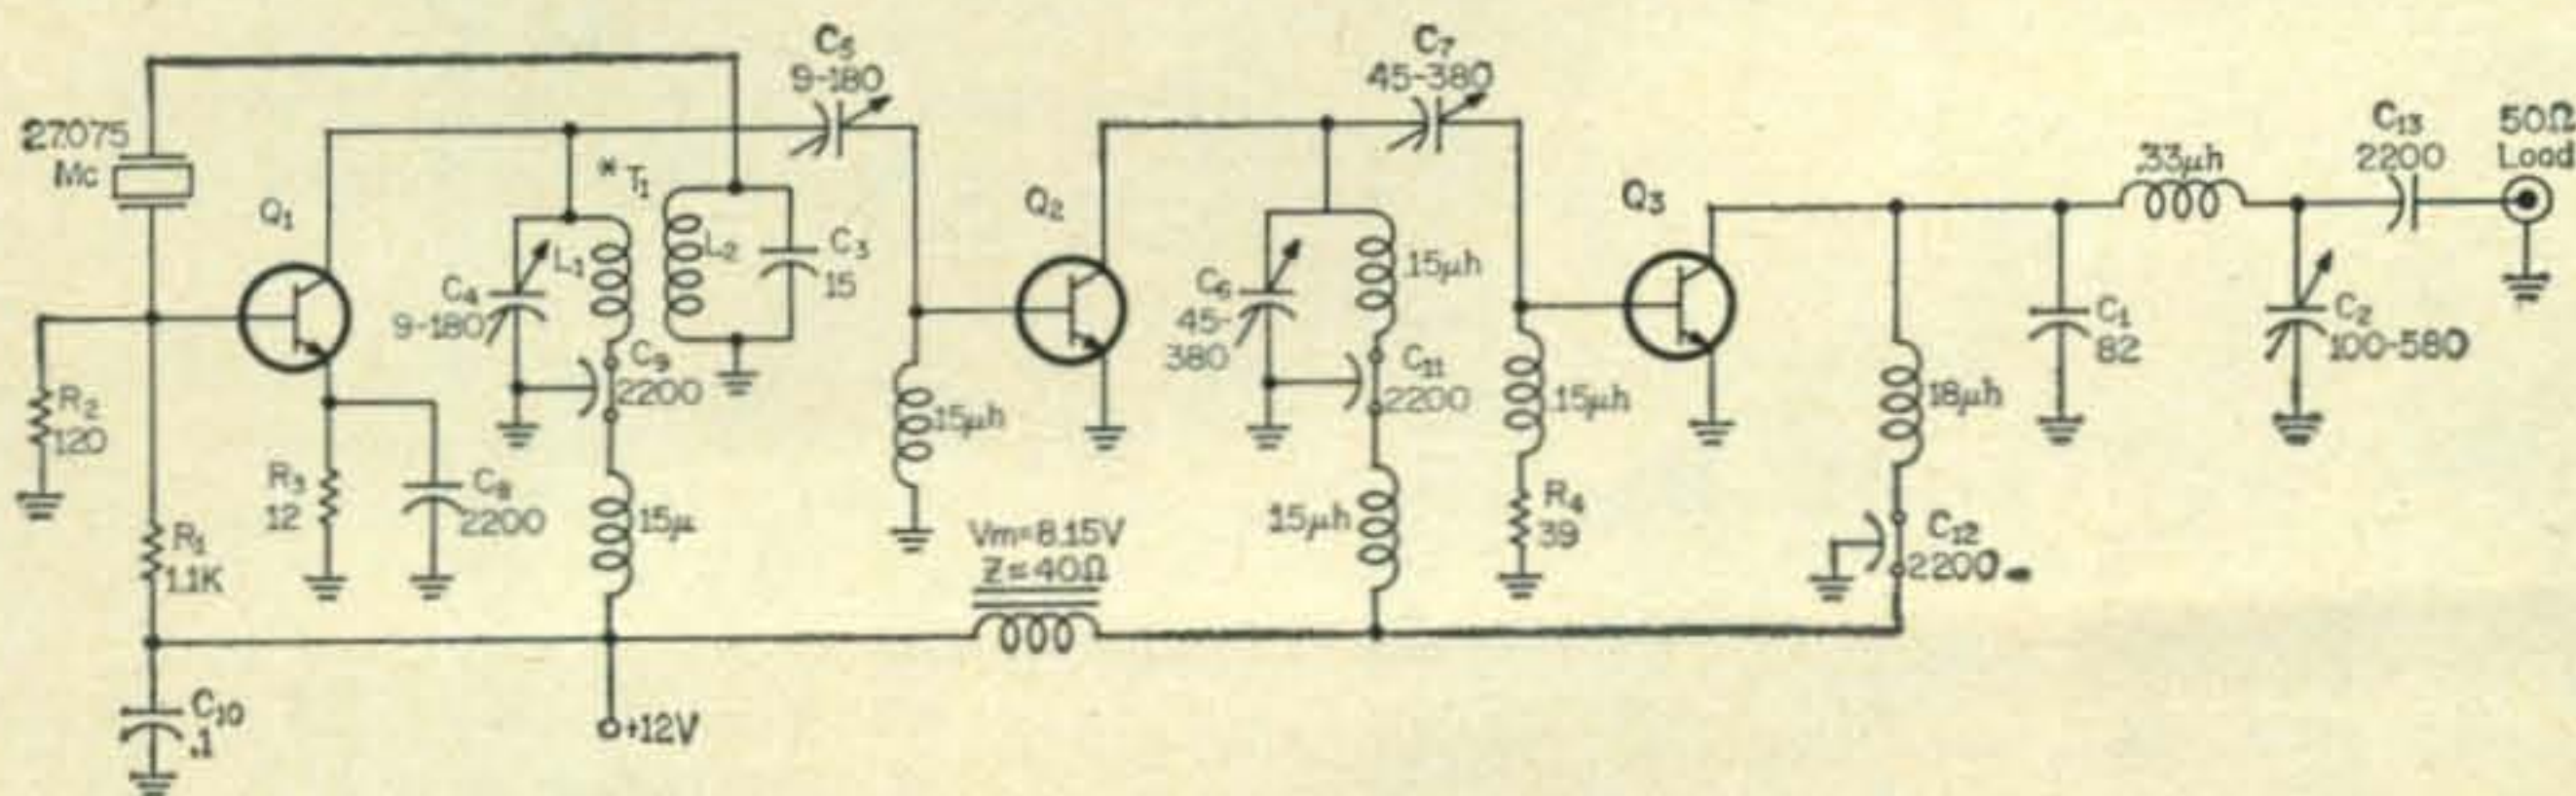 27.075
Mc
Q1
R2
120
R1
1.1K
C10
.1
R3
12
C8
2200
C4
9-180
L1
* T1
L2
C3
15
C9
2200
15μ
+12V
C5
9-180
15μh
Q2
Vm=8.15V
Z=40Ω
C7
45-380
C6
45-
380
.15μh
C11
2200
15μh
15μh
R4
39
Q3
18μh
C12
2200
C1
82
.33μh
C2
100-580
C13
2200
50Ω
Load